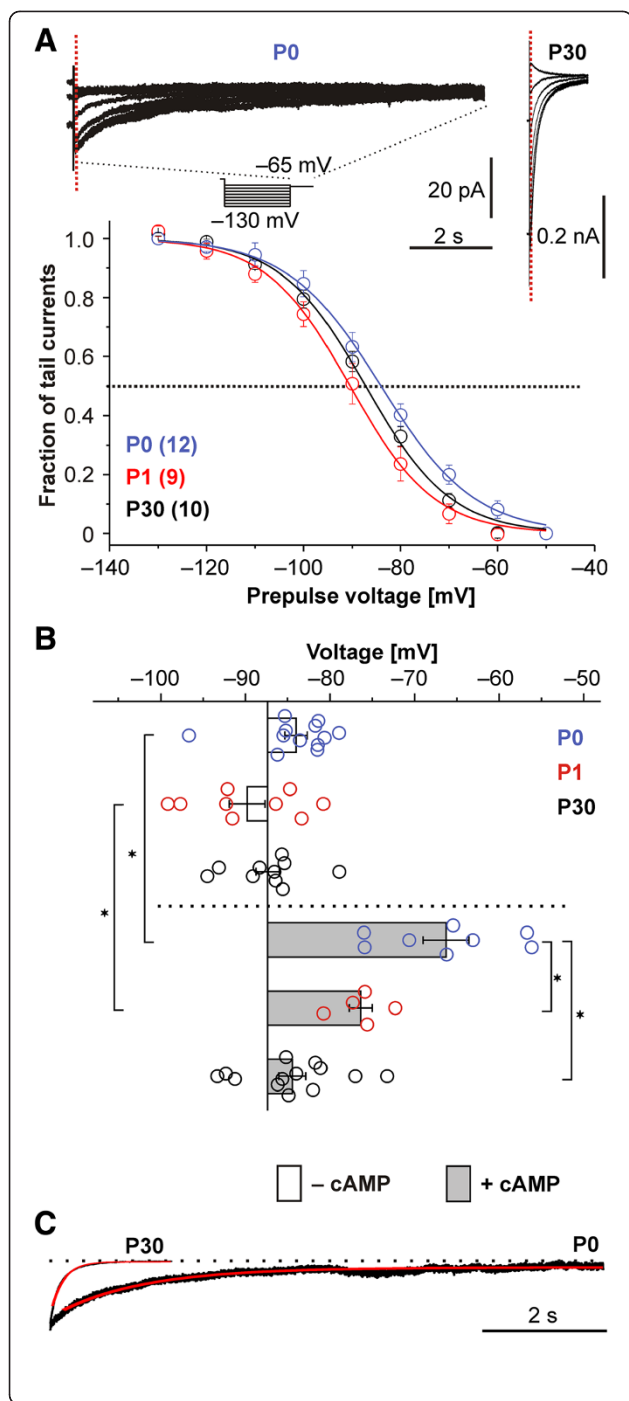 A
P0
P30
–65 mV
–130 mV
20 pA
2 s
0.2 nA
1.0
0.8
0.6
0.4
0.2
0
Fraction of tail currents
P0 (12)
P1 (9)
P30 (10)
–140 –120 –100 –80 –60 –40
Prepulse voltage [mV]
B
Voltage [mV]
–100 –90 –80 –70 –60 –50
P0
P1
P30
*
*
*
*
– cAMP
+ cAMP
C
P30
P0
2 s